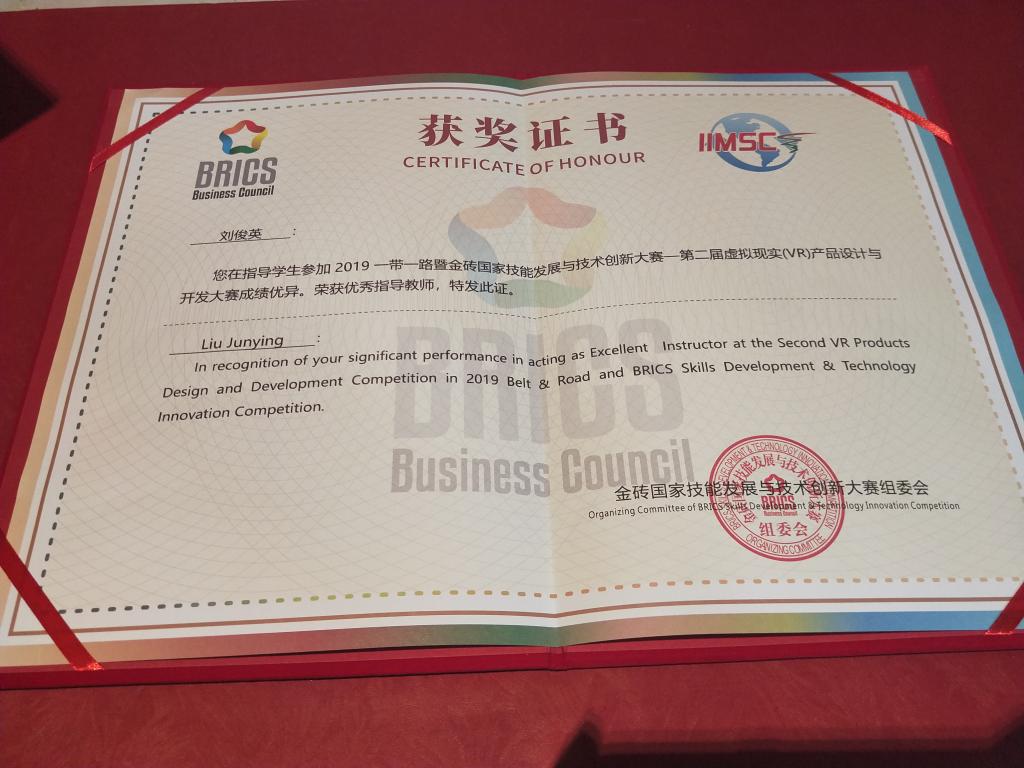 获奖证书
CERTIFICATE OF HONOUR
BRICS
Business Council
IIMSC
刘俊英:
您在指导学生参加 2019 一带一路暨金砖国家技能发展与技术创新大赛—第二届虚拟现实(VR)产品设计与
开发大赛成绩优异。荣获优秀指导教师，特发此证。
Liu Junying:
In recognition of your significant performance in acting as Excellent Instructor at the Second VR Products
Design and Development Competition in 2019 Belt & Road and BRICS Skills Development & Technology
Innovation Competition.
BRICS
Business Council
金砖国家技能发展与技术创新大赛组委会
Organizing Committee of BRICS Skills Development & Technology Innovation Competition
BRICS
组委会
ORGANIZING COMMITTEE